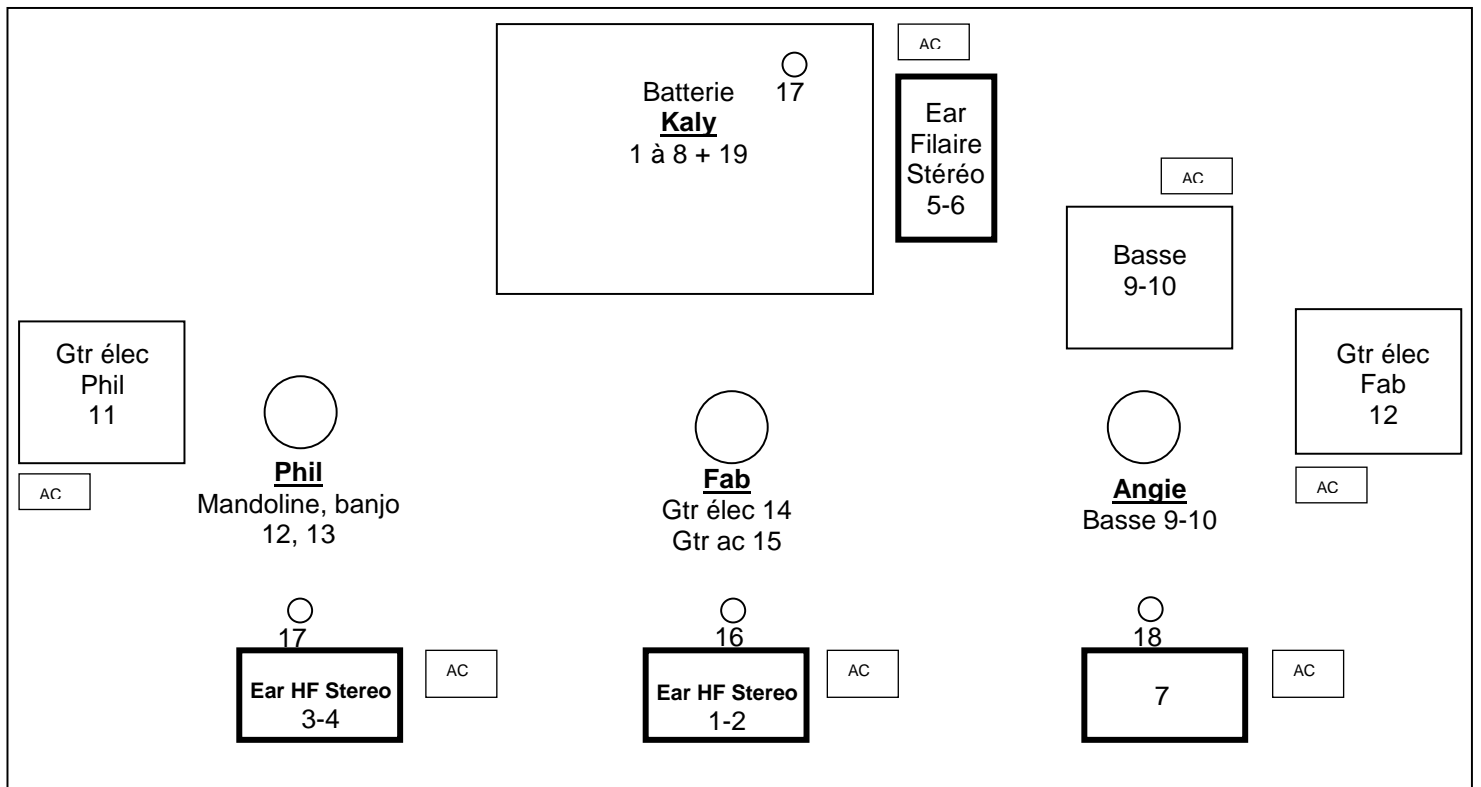 AC
Batterie 17
Kaly
1 à 8 + 19
Ear
Filaire
Stéréo
5-6
AC
Basse
9-10
Gtr élec
Phil
11
AC
Gtr élec
Fab
12
AC
Phil
Mandoline, banjo
12, 13
Fab
Gtr élec 14
Gtr ac 15
Angie
Basse 9-10
17
Ear HF Stereo
3-4
AC
16
Ear HF Stereo
1-2
AC
18
7
AC